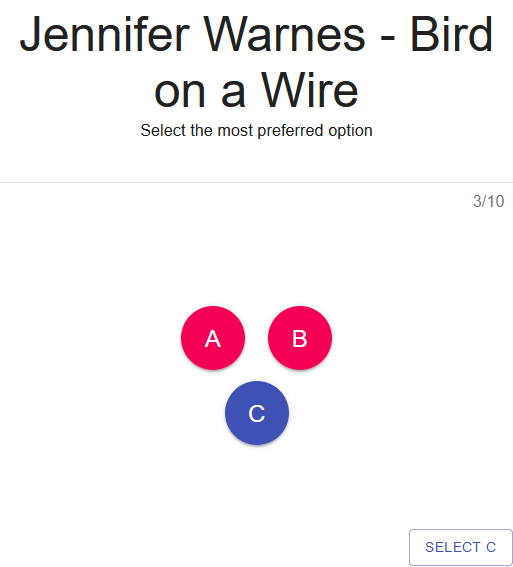 Jennifer Warnes - Bird
on a Wire
Select the most preferred option
3/10
A B
C
SELECT C